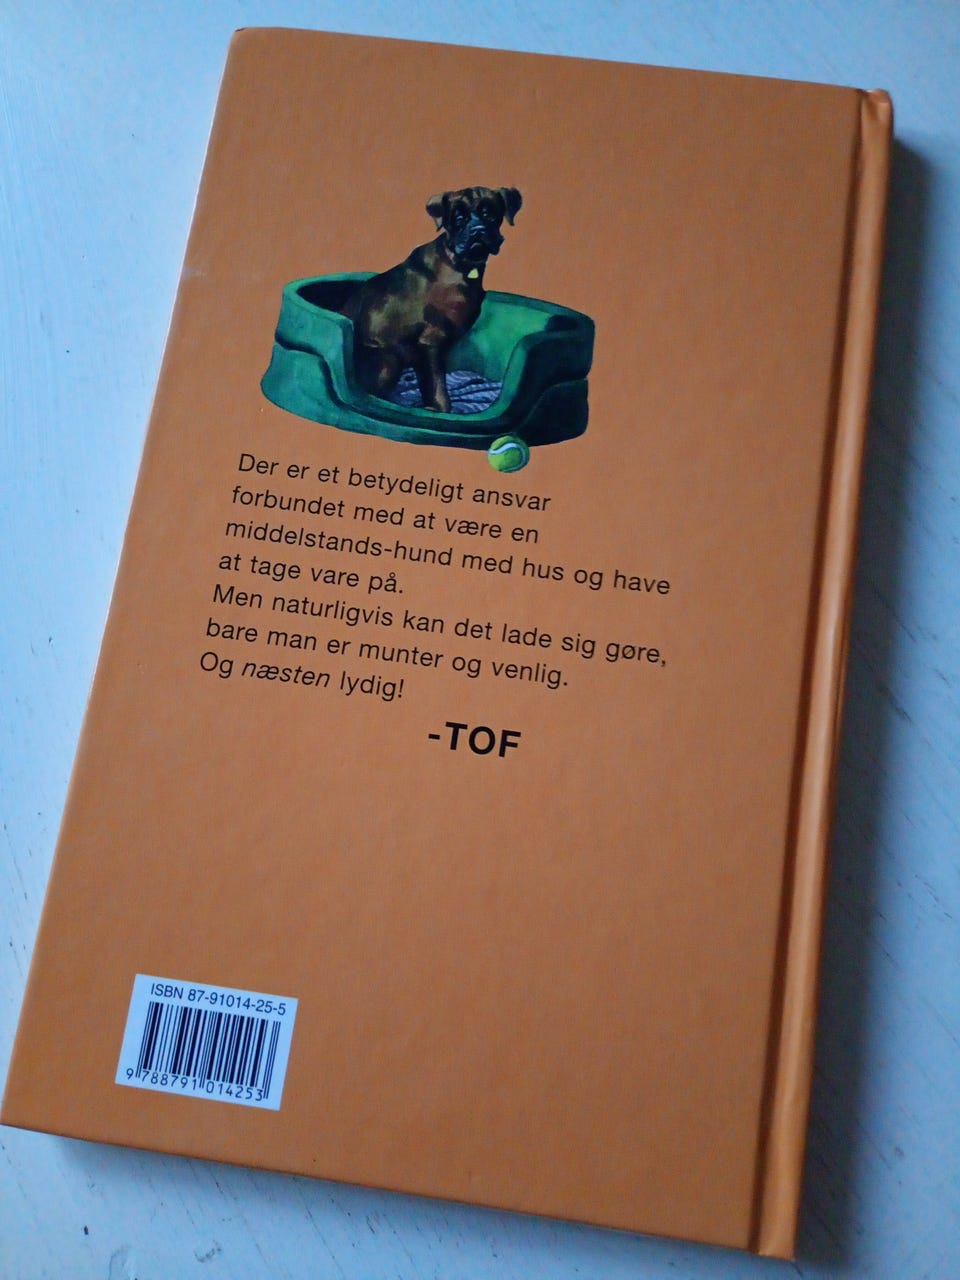 Der er et betydeligt ansvar
forbundet med at være en
middelstands-hund med hus og have
at tage vare på.
Men naturligvis kan det lade sig gøre,
bare man er munter og venlig.
Og næsten lydig!
-TOF
ISBN 87-91014-25-5
9 788791 014253